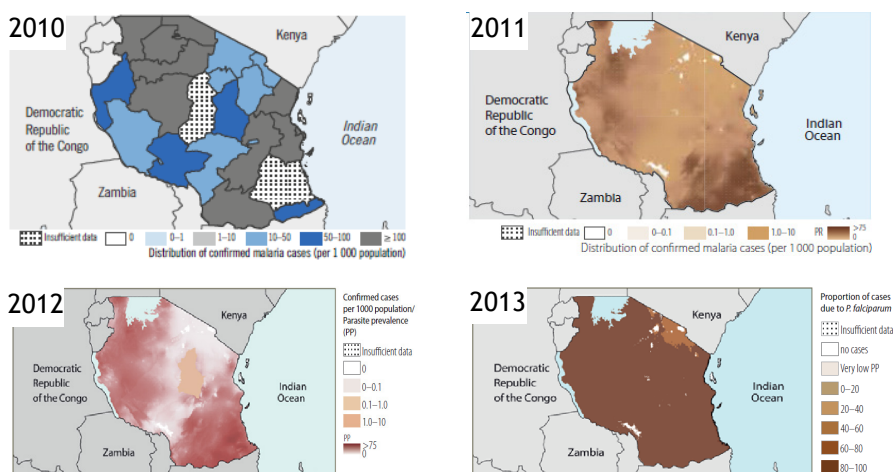 2010
Kenya
Democratic
Republic
of the Congo
Indian
Ocean
Zambia
Insufficient data 0 0–1 1–10 10–50 50–100 ≥ 100
Distribution of confirmed malaria cases (per 1 000 population)
2011
Kenya
Democratic
Republic
of the Congo
Indian
Ocean
Zambia
Insufficient data 0 0–0.1 0.1–1.0 1.0–10 PR >75
0
Distribution of confirmed malaria cases (per 1 000 population)
2012
Kenya
Democratic
Republic
of the Congo
Indian
Ocean
Zambia
Confirmed cases
per 1000 population/
Parasite prevalence
(PP)
Insufficient data
0
0–0.1
0.1–1.0
1.0–10
PP
>75
0
2013
Kenya
Democratic
Republic
of the Congo
Indian
Ocean
Zambia
Proportion of cases
due to P. falciparum
Insufficient data
no cases
Very low PP
0–20
20–40
40–60
60–80
80–100